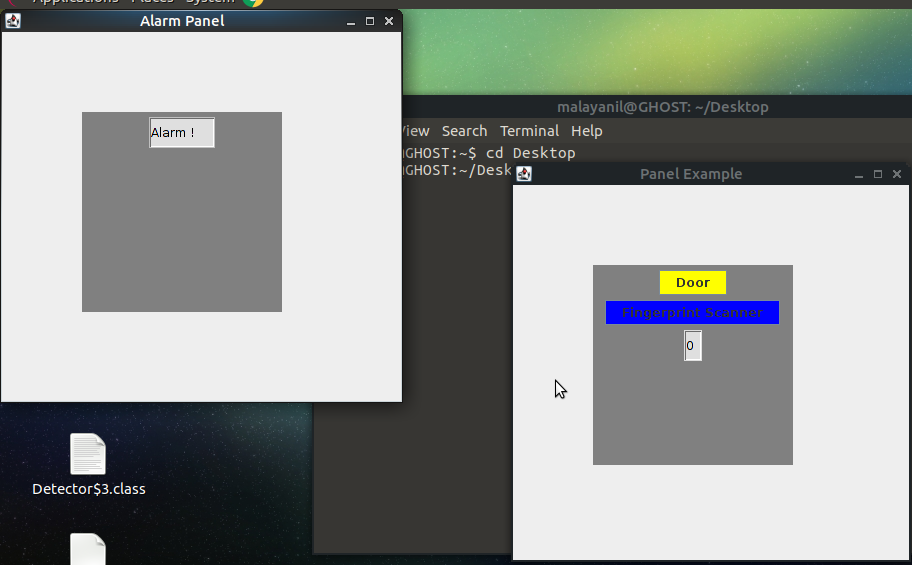 Applications Places System
Alarm Panel
Alarm !
malayanil@GHOST: ~/Desktop
View Search Terminal Help
GHOST:~$ cd Desktop
GHOST:~/Desk
Panel Example
Door
Fingerprint Scanner
0
Detector$3.class